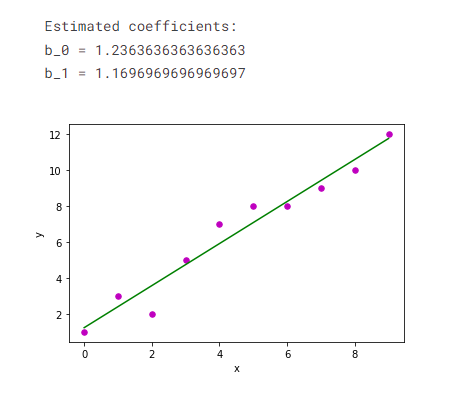 Estimated coefficients:
b_0 = 1.2363636363636363
b_1 = 1.1696969696969697
12
10
8
6
4
2
y
0 2 4 6 8
x